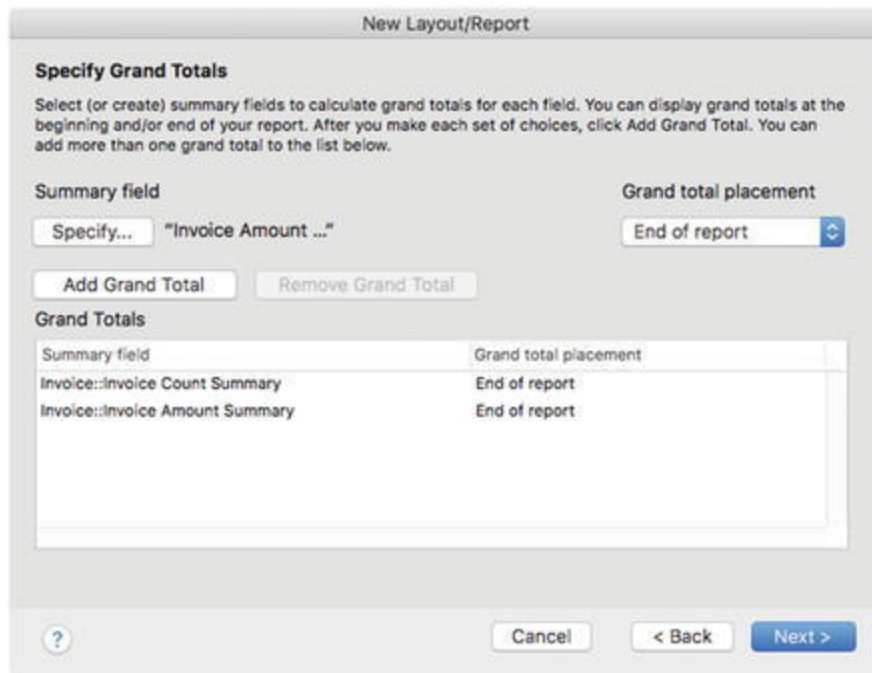 New Layout/Report
Specify Grand Totals
Select (or create) summary fields to calculate grand totals for each field. You can display grand totals at the
beginning and/or end of your report. After you make each set of choices, click Add Grand Total. You can
add more than one grand total to the list below.
Summary field Grand total placement
Specify... "Invoice Amount ..." End of report
Add Grand Total Remove Grand Total
Grand Totals
Summary field Grand total placement
Invoice::Invoice Count Summary End of report
Invoice::Invoice Amount Summary End of report
? Cancel < Back Next >